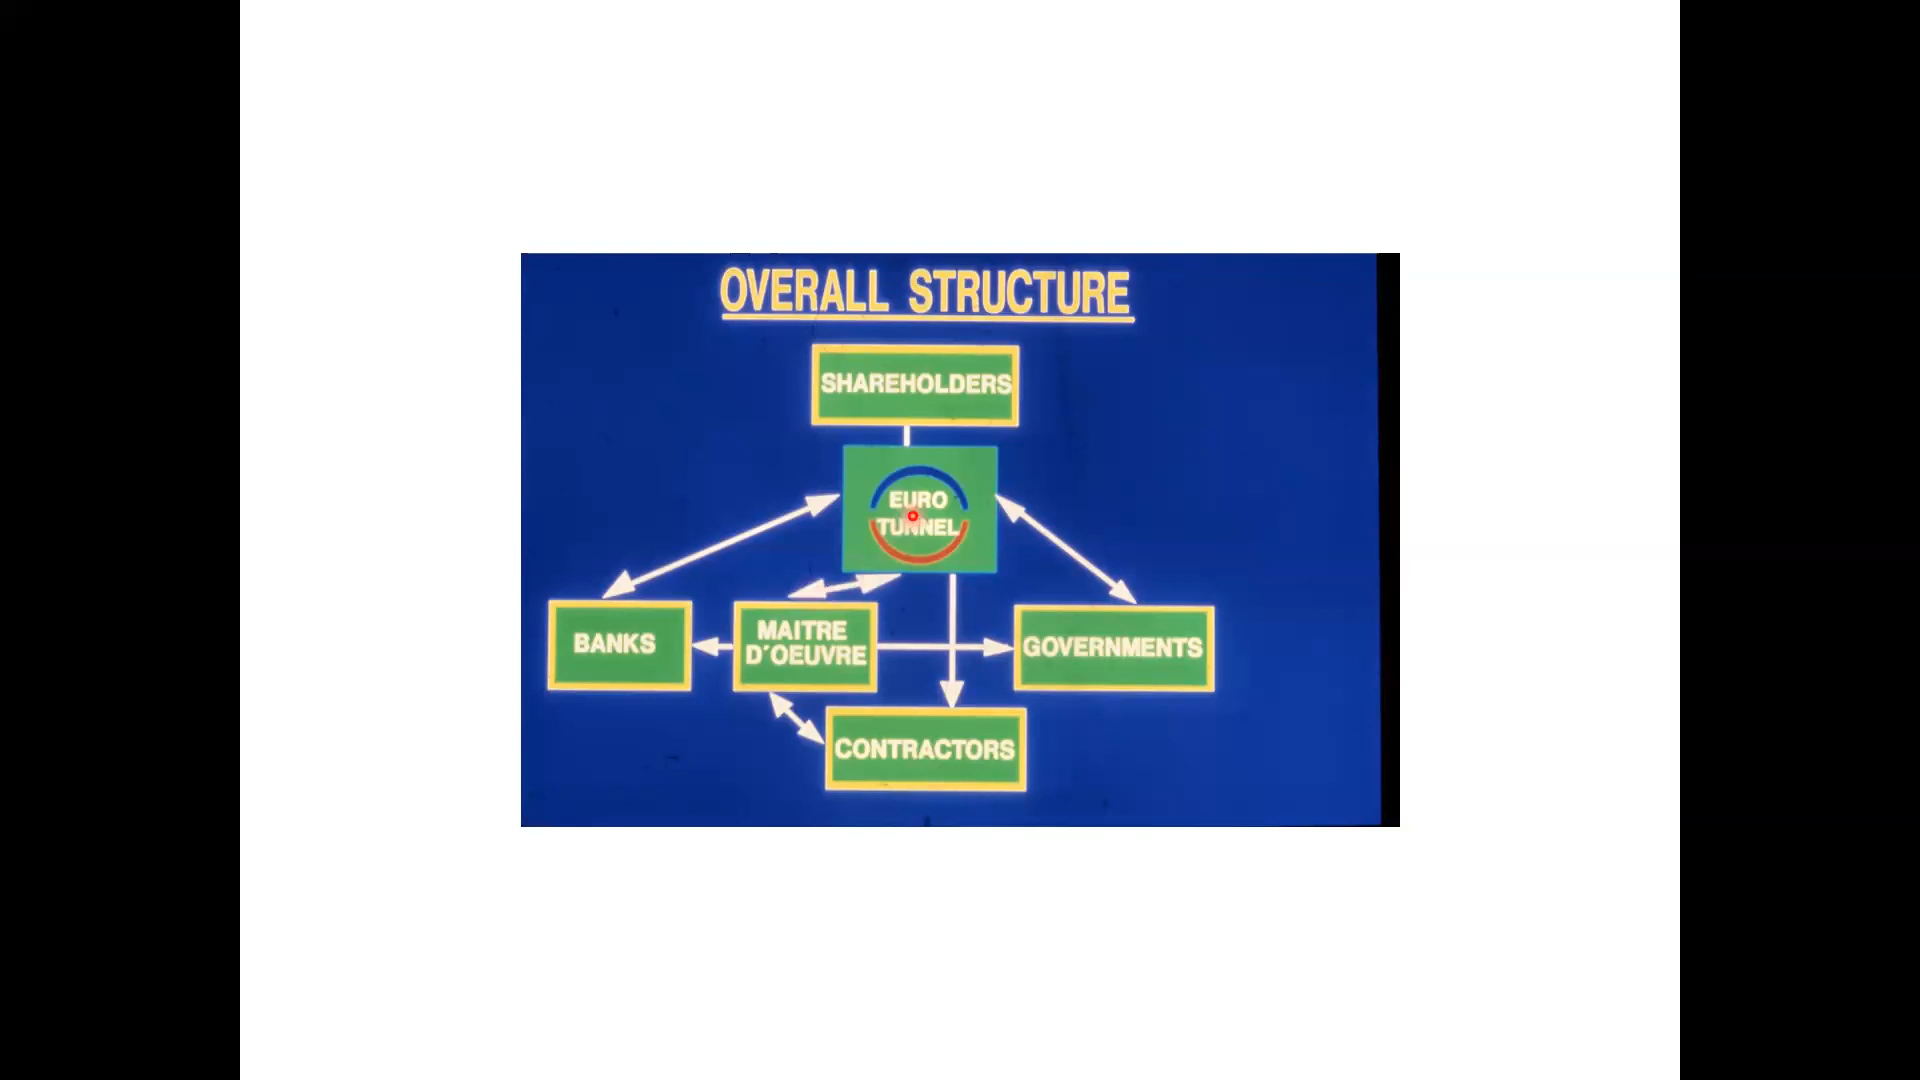 OVERALL STRUCTURE
SHAREHOLDERS
EURO
TUNNEL
BANKS
MAITRE
D'OEUVRE
GOVERNMENTS
CONTRACTORS